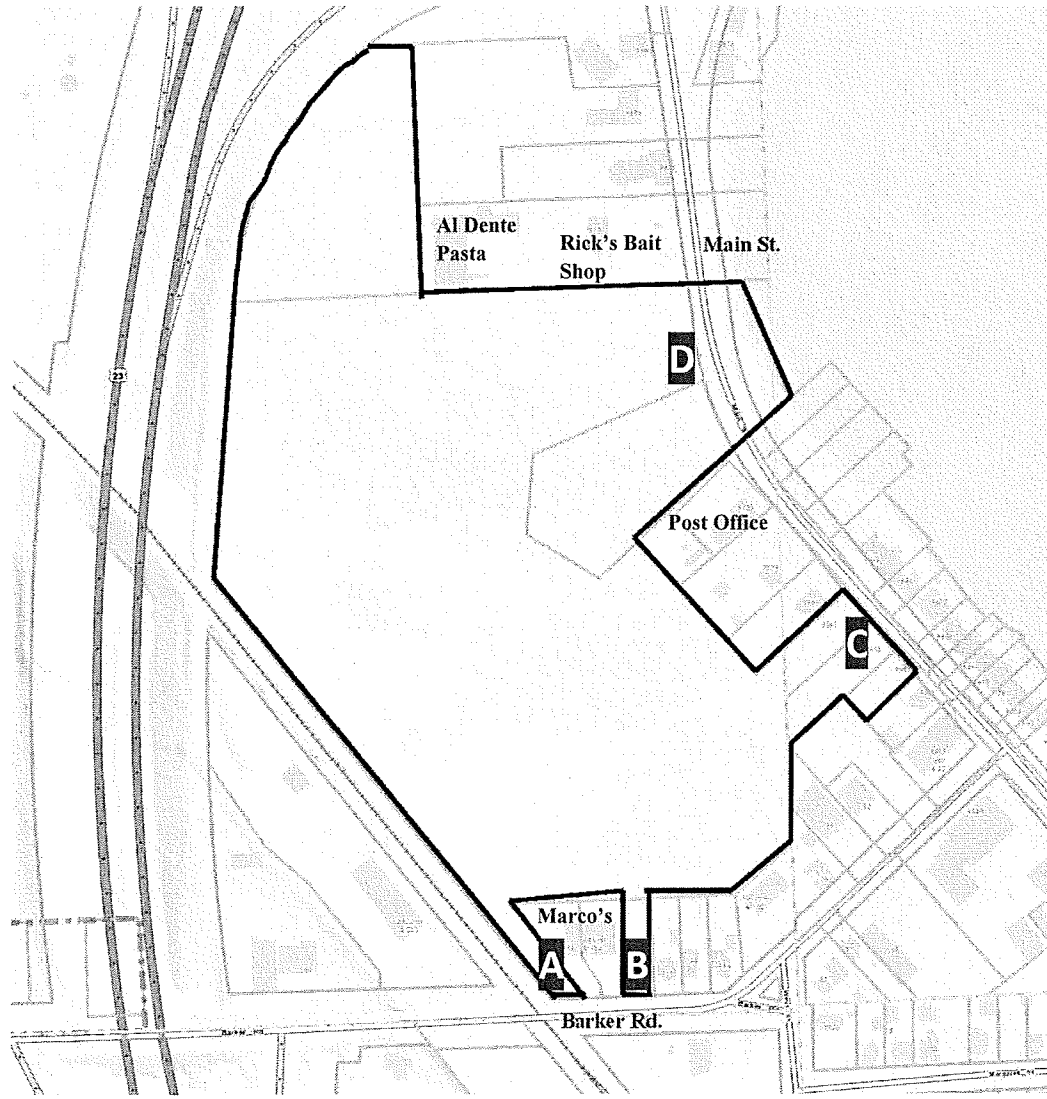 Al Dente
Pasta
Rick's Bait
Shop
Main St.
D
23
Post Office
C
Marco's
A
B
Barker Rd.